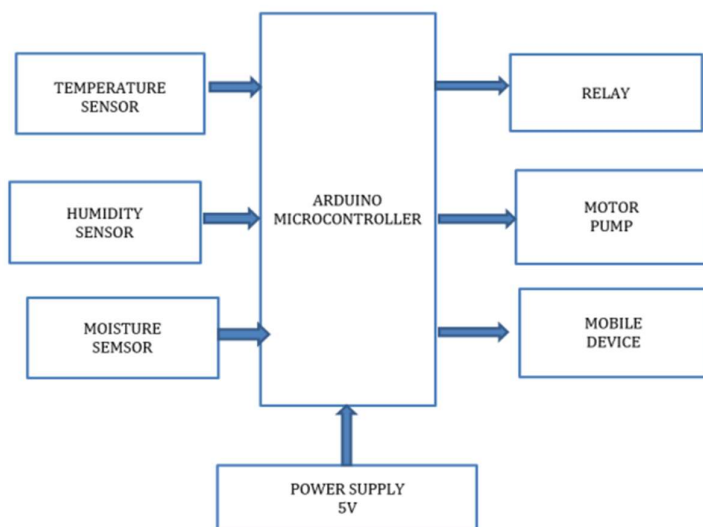 TEMPERATURE
SENSOR
HUMIDITY
SENSOR
MOISTURE
SEMSOR
ARDUINO
MICROCONTROLLER
RELAY
MOTOR
PUMP
MOBILE
DEVICE
POWER SUPPLY
5V